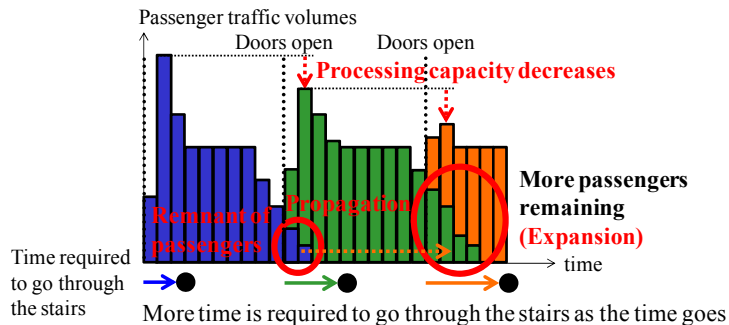 Passenger traffic volumes
Doors open
Doors open
Processing capacity decreases
Remnant of
passengers
Propagation
More passengers
remaining
(Expansion)
time
Time required
to go through
the stairs
More time is required to go through the stairs as the time goes